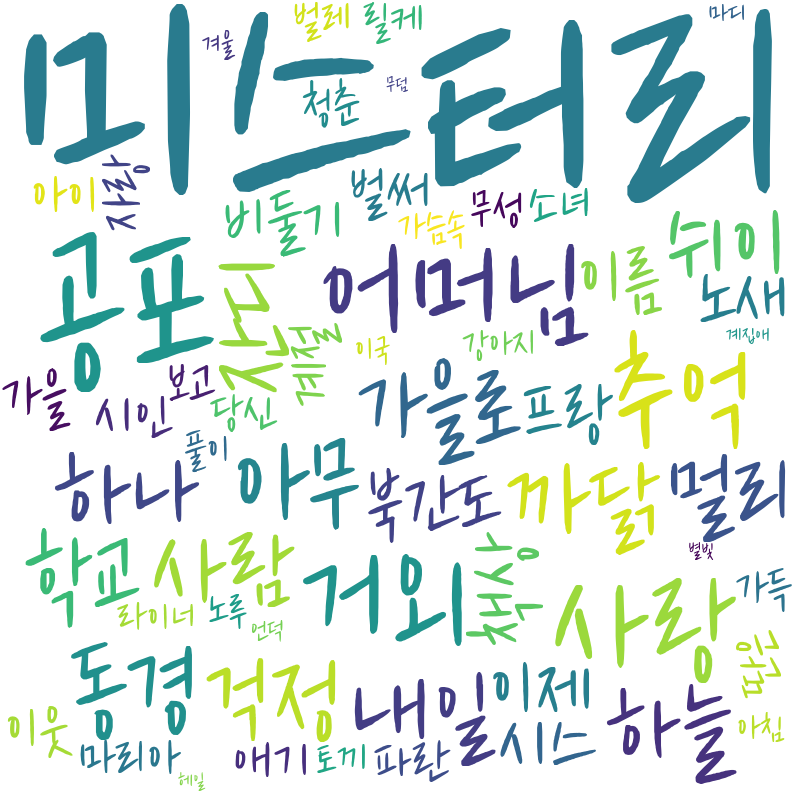 벌레 릴케 마디
겨울
미스터리
청춘 무덤
아이 사랑
비둘기 벌써 가슴속 무성 소녀
공포 산더 어머님 이름 쉬이
노새
계절 이국 강아지 계집애
가을 시인 보고 당신 가을로 프랑 추억
풀이
하나 아무 북간도 까닭 멀리
학교 사람 거외 책상 별빛
라이너 노루 언덕 사랑 가득
동경 걱정 내일 이제 하늘 흙
이웃 마리아 애기 토끼 파란 시스 아침
헤일